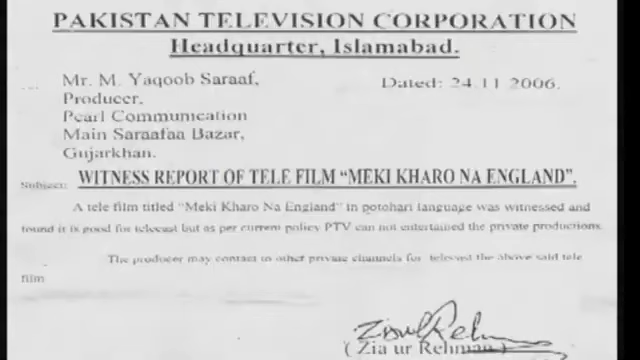 PAKISTAN TELEVISION CORPORATION
Headquarter, Islamabad.
Mr. M. Yaqoob Saraaf,
Dated: 24.11.2006.
Producer,
Pearl Communication
Main Saraafaa Bazar,
Gujarkhan.
Subject: WITNESS REPORT OF TELE FILM “MEKI KHARO NA ENGLAND”.
A tele film titled “Meki Kharo Na England” in potohari language was witnessed and
found it is good for telecast but as per current policy PTV can not entertained the private productions.
The producer may contact to other private channels for telecast the above said tele
film
Zia ul Rehman
( Zia ur Rehman )